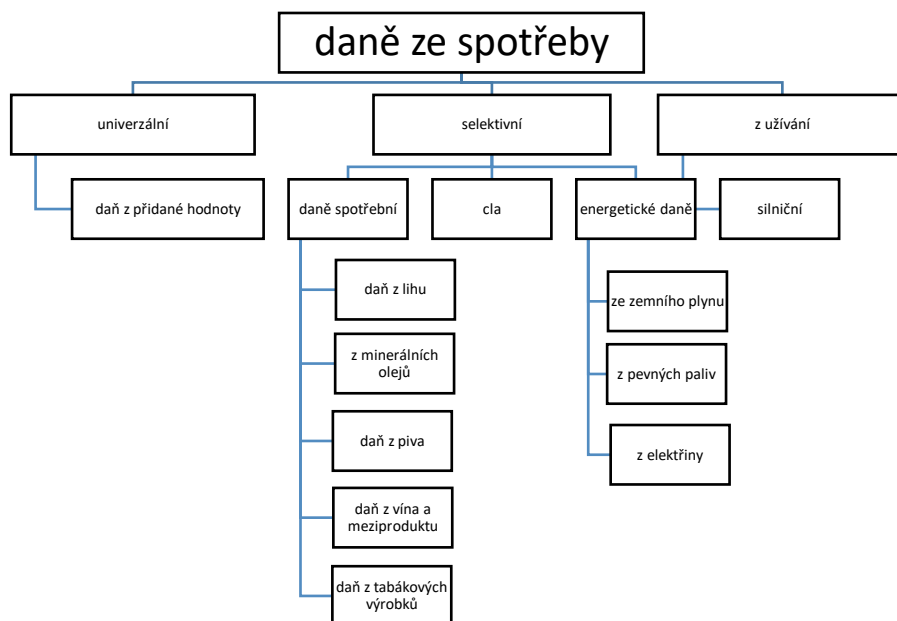 daně ze spotřeby
univerzální
selektivní
z užívání
daň z přidané hodnoty
daně spotřební
cla
energetické daně
silniční
daň z lihu
z minerálních
olejů
daň z piva
daň z vína a
meziproduktu
daň z tabákových
výrobků
ze zemního plynu
z pevných paliv
z elektřiny